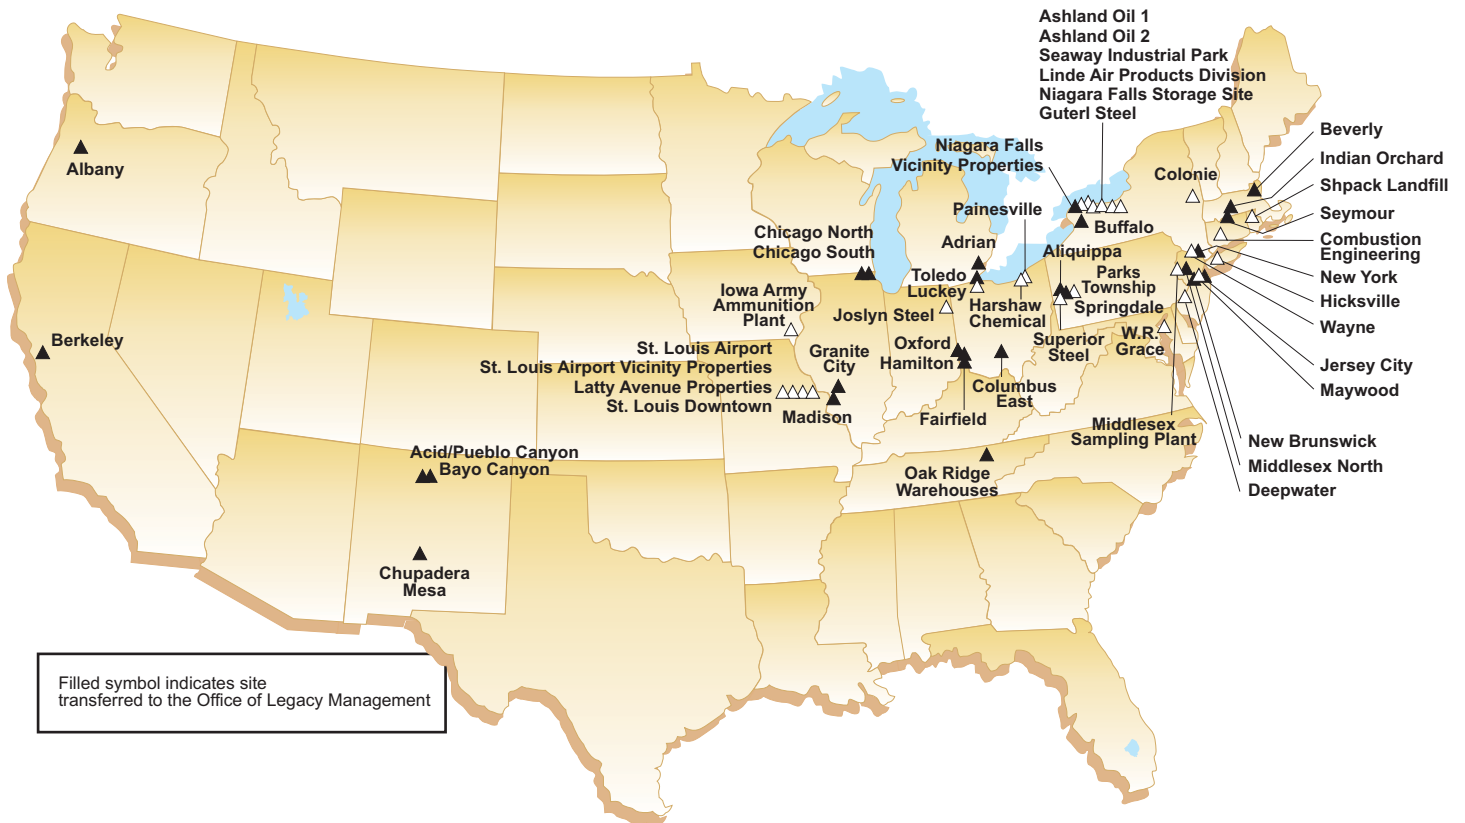 Ashland Oil 1
Ashland Oil 2
Seaway Industrial Park
Linde Air Products Division
Niagara Falls Storage Site
Guterl Steel
Niagara Falls
Vicinity Properties
Colonie
Beverly
Indian Orchard
Shpack Landfill
Seymour
Combustion
Engineering
New York
Hicksville
Wayne
Jersey City
Maywood
New Brunswick
Middlesex North
Deepwater
Albany
Berkeley
Chicago North
Chicago South
Painesville
Adrian
Buffalo
Aliquippa
Toledo
Luckey
Parks
Township
Springdale
Iowa Army
Ammunition
Plant
Joslyn Steel
Harshaw
Chemical
Superior
Steel
W.R.
Grace
St. Louis Airport
St. Louis Airport Vicinity Properties
Latty Avenue Properties
St. Louis Downtown
Granite
City
Madison
Oxford
Hamilton
Fairfield
Columbus
East
Middlesex
Sampling Plant
Oak Ridge
Warehouses
Acid/Pueblo Canyon
Bayo Canyon
Chupadera
Mesa
Filled symbol indicates site
transferred to the Office of Legacy Management